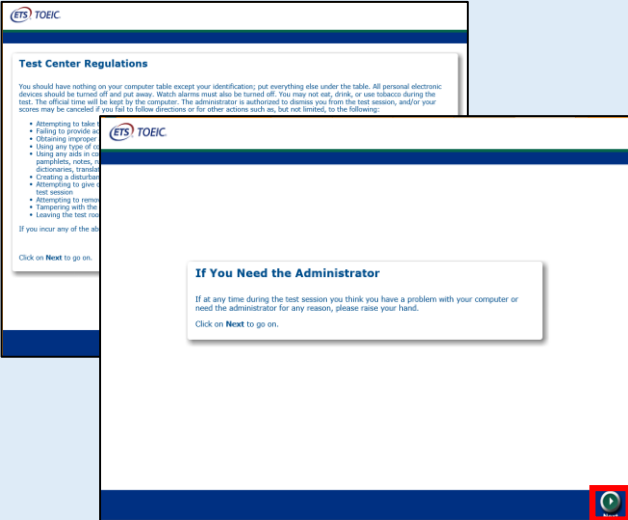 ETS TOEIC.
Test Center Regulations
You should have nothing on your computer table except your identification; put everything else under the table. All personal electronic
devices should be turned off and put away. Watch alarms must also be turned off. You may not eat, drink, or use tobacco during the
test. The official time will be kept by the computer. The administrator is authorized to dismiss you from the test session, and/or your
scores may be canceled if you fail to follow directions or for other actions such as, but not limited, to the following:
• Attempting to take
• Failing to provide
• Obtaining improper
• Using any type of
• Using any aids in
pamphlets, notes,
dictionaries,
• Creating a
• Attempting to give
test session
• Attempting to
• Tampering with the
• Leaving the test
If you incur any of the
Click on Next to go on.
ETS TOEIC.
If You Need the Administrator
If at any time during the test session you think you have a problem with your computer or
need the administrator for any reason, please raise your hand.
Click on Next to go on.
Next